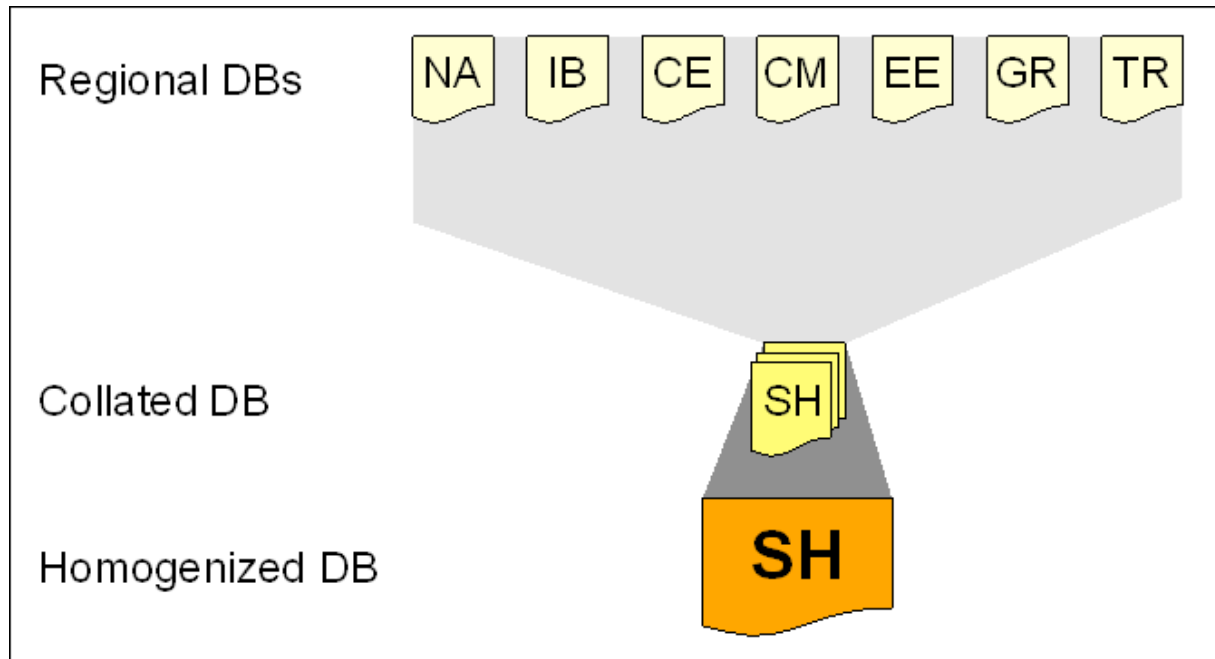 Regional DBs NA IB CE CM EE GR TR
Collated DB SH
Homogenized DB SH